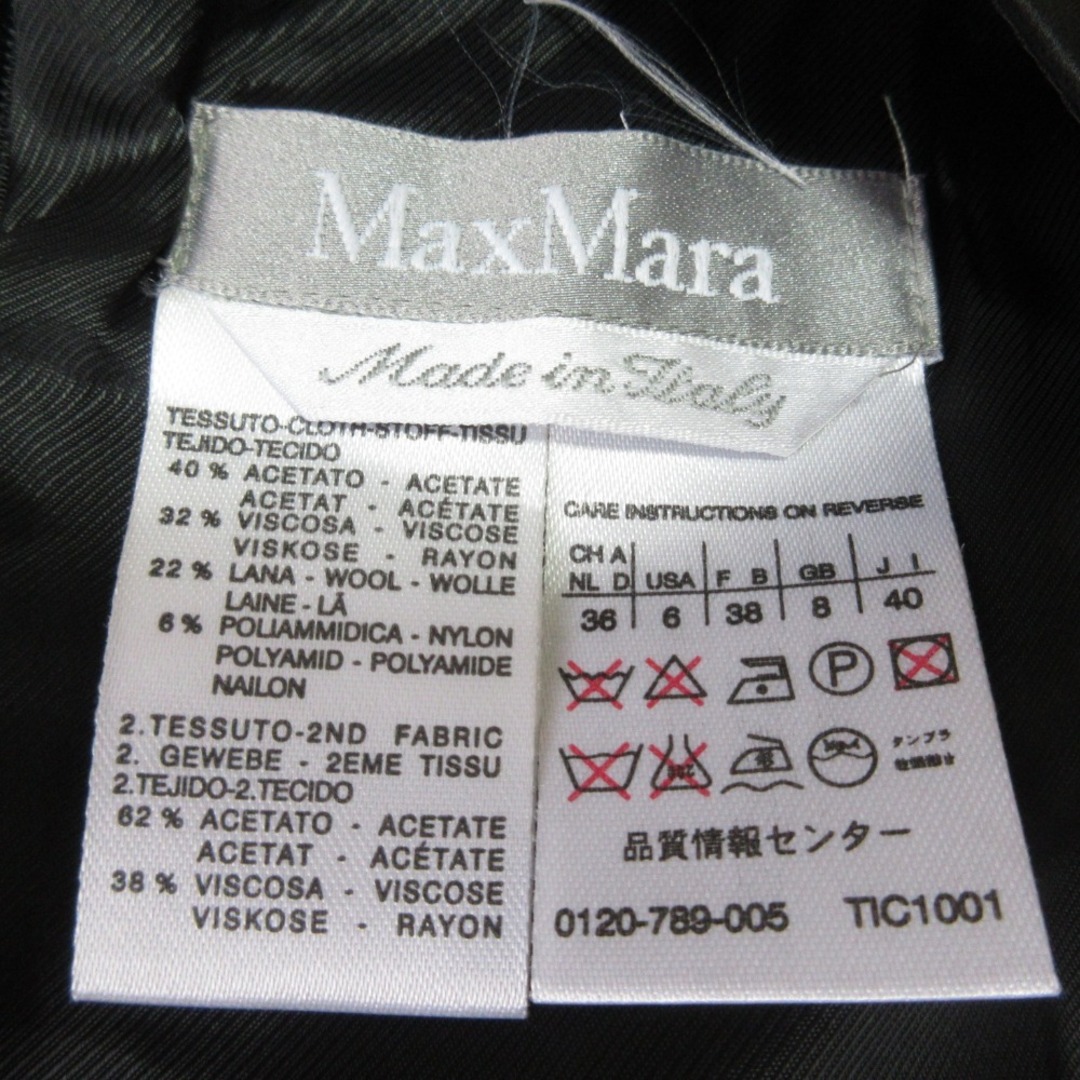 MaxMara
Made in Italy
TESSUTO-CLOTH-STOFF-TISSU
TEJIDO-TECIDO
40 % ACETATO - ACETATE
ACETAT - ACÉTATE
32 % VISCOSA - VISCOSE
VISKOSE - RAYON
22 % LANA - WOOL - WOLLE
LAINE - LÃ
6 % POLIAMMIDICA - NYLON
POLYAMID - POLYAMIDE
NAILON
2. TESSUTO-2ND FABRIC
2. GEWEBE - 2EME TISSU
2.TEJIDO-2.TECIDO
62 % ACETATO - ACETATE
ACETAT - ACÉTATE
38 % VISCOSA - VISCOSE
VISKOSE - RAYON
CARE INSTRUCTIONS ON REVERSE
CH A
NL D USA F B GB J I
36 6 38 8 40
P
タンブラ
品質情報センター
0120-789-005 TIC1001